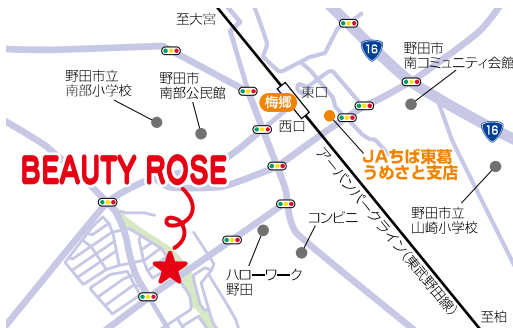 至大宮
16
野田市
南コミュニティ会館
野田市立
南部小学校
野田市
南部公民館
東口
梅郷
西口
16
JAちば東葛
うめさと支店
BEAUTY ROSE
アーバンパークライン(東武野田線)
野田市立
山崎小学校
コンビニ
ハローワーク
野田
至柏